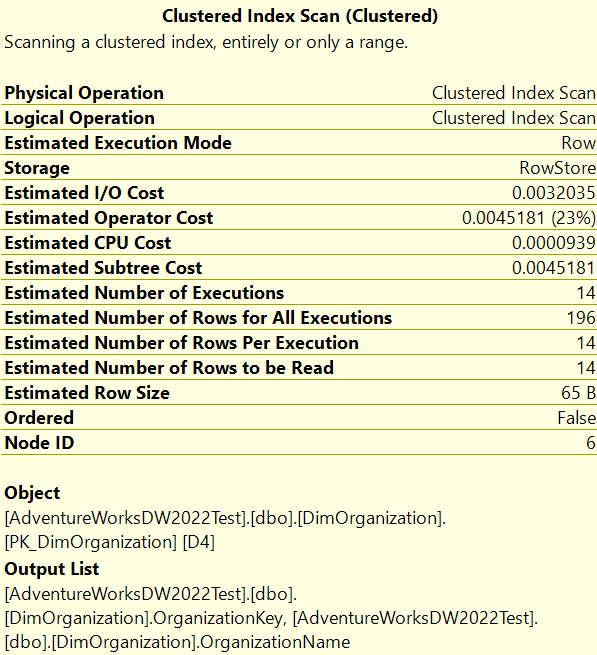 Clustered Index Scan (Clustered)
Scanning a clustered index, entirely or only a range.
Physical Operation Clustered Index Scan
Logical Operation Clustered Index Scan
Estimated Execution Mode Row
Storage RowStore
Estimated I/O Cost 0.0032035
Estimated Operator Cost 0.0045181 (23%)
Estimated CPU Cost 0.0000939
Estimated Subtree Cost 0.0045181
Estimated Number of Executions 14
Estimated Number of Rows for All Executions 196
Estimated Number of Rows Per Execution 14
Estimated Number of Rows to be Read 14
Estimated Row Size 65 B
Ordered False
Node ID 6
Object
[AdventureWorksDW2022Test].[dbo].[DimOrganization].
[PK_DimOrganization] [D4]
Output List
[AdventureWorksDW2022Test].[dbo].
[DimOrganization].OrganizationKey, [AdventureWorksDW2022Test].
[dbo].[DimOrganization].OrganizationName